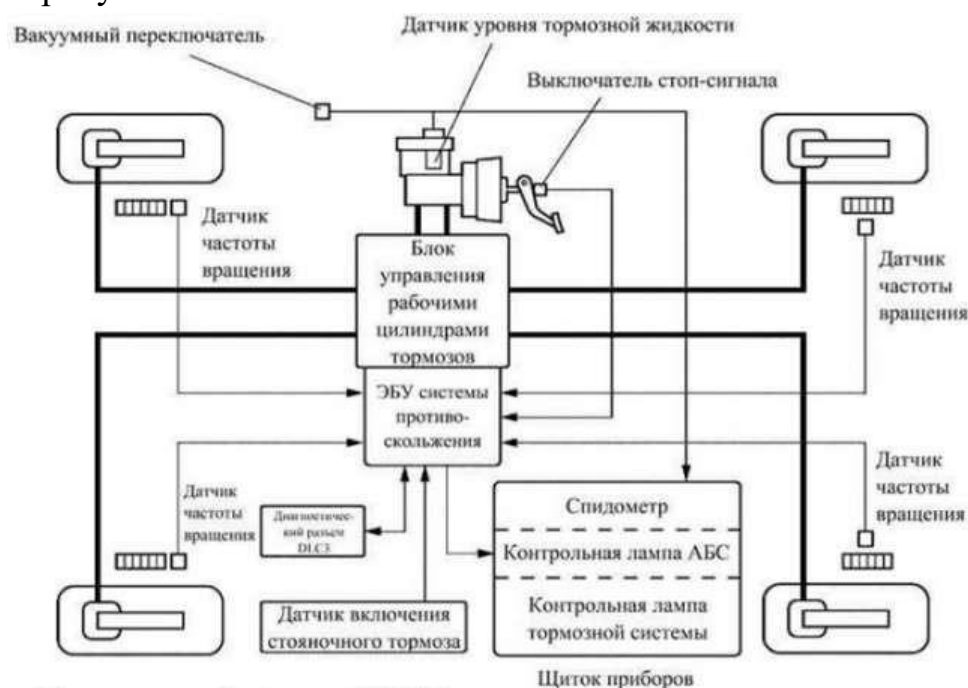 Вакуумный переключатель
Датчик уровня тормозной жидкости
Выключатель стоп-сигнала
Датчик
частоты
вращения
Блок
управления
рабочими
цилиндрами
тормозов
Датчик
частоты
вращения
ЭБУ системы
противо-
скольжения
Датчик
частоты
вращения
Диагностичес-
кий разъем
DLC3
Датчик включения
стояночного тормоза
Спидометр
Контрольная лампа АБС
Контрольная лампа
тормозной системы
Датчик
частоты
вращения
Щиток приборов